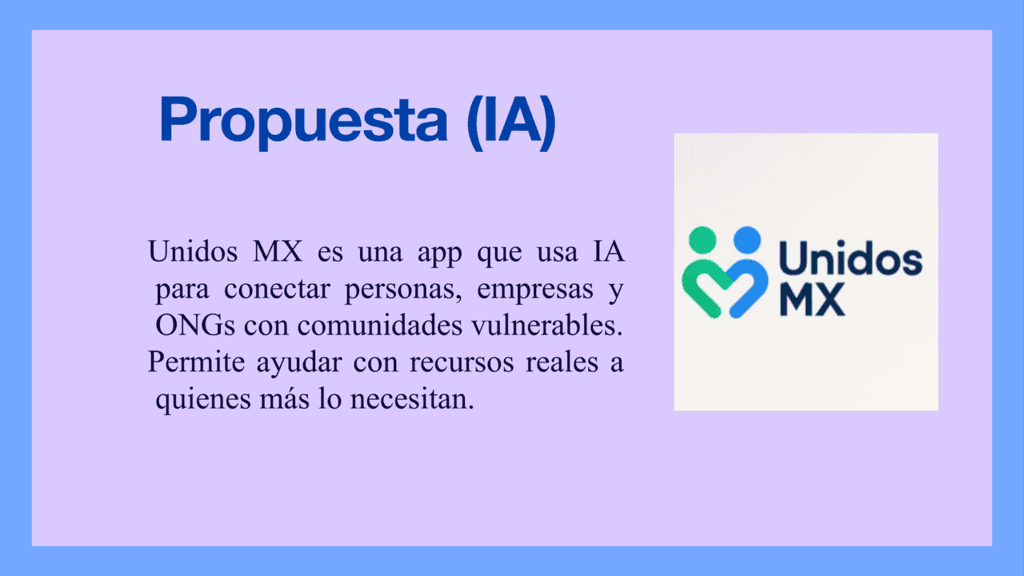 Propuesta (IA)
Unidos MX es una app que usa IA
para conectar personas, empresas y
ONGs con comunidades vulnerables.
Permite ayudar con recursos reales a
quienes más lo necesitan.
Unidos
MX